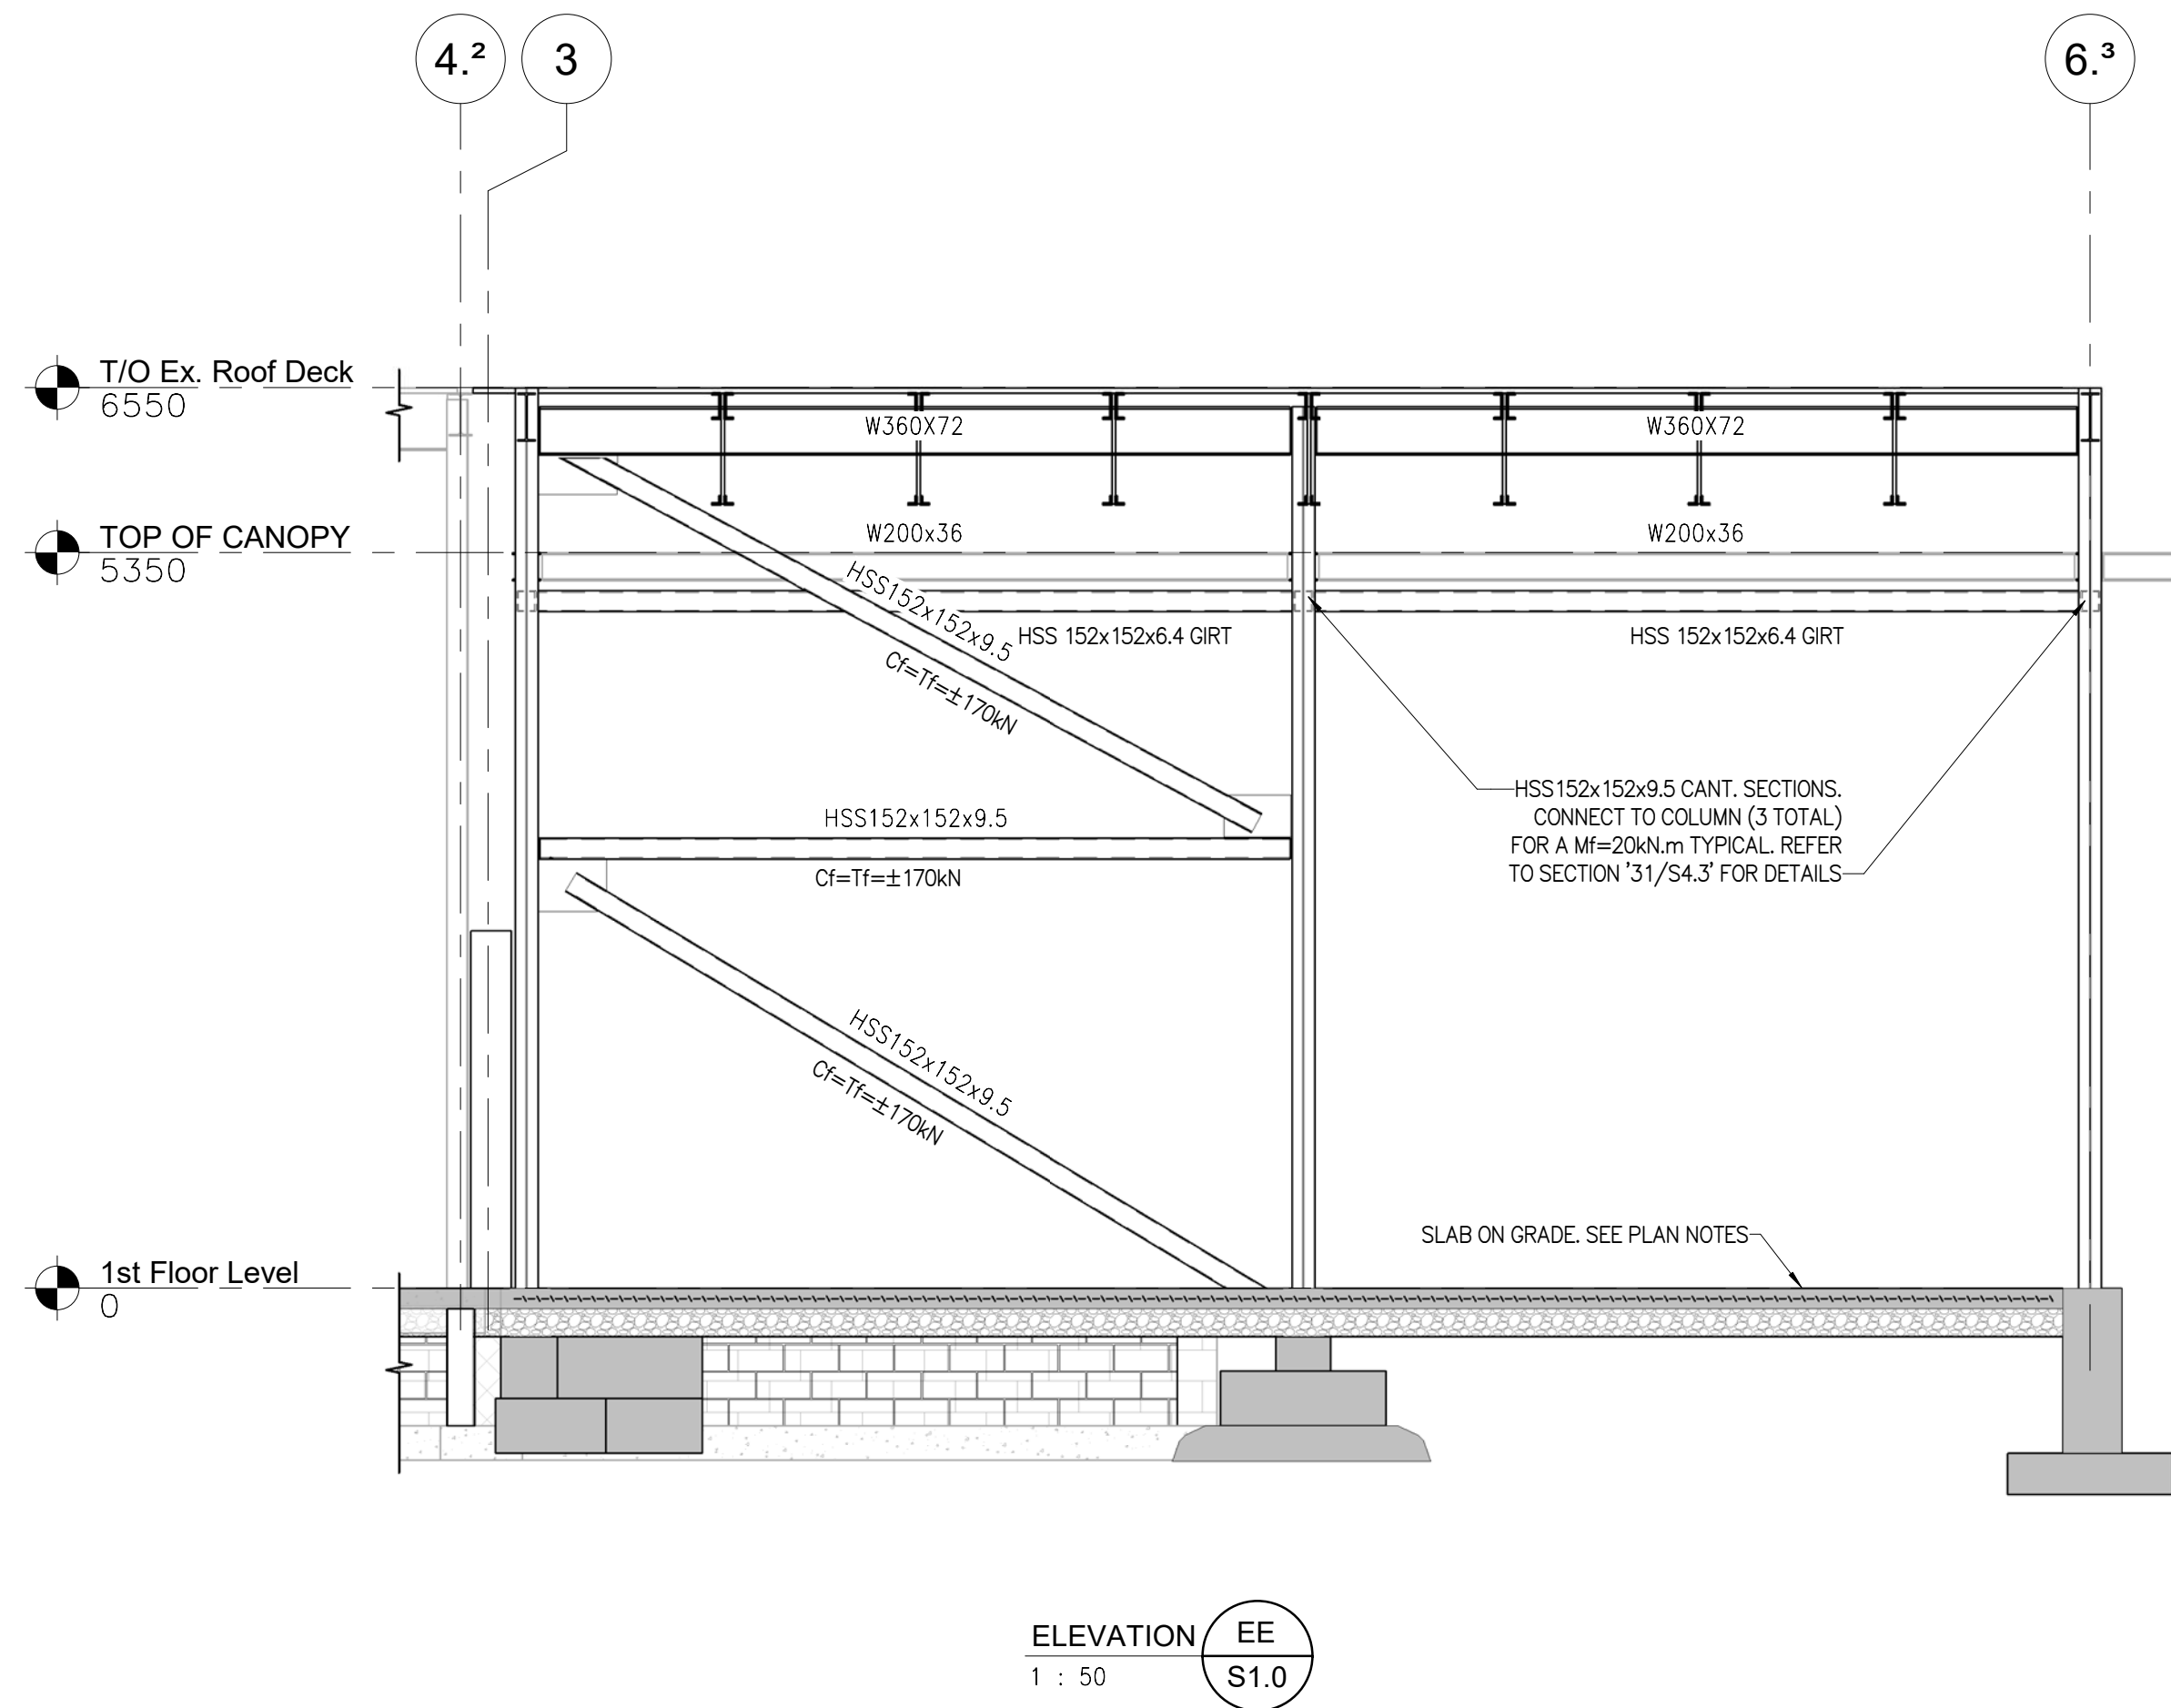 4.²
3
6.³
T/O Ex. Roof Deck
6550
W360X72
W360X72
TOP OF CANOPY
5350
W200x36
W200x36
HSS152x152x9.5
Cf=Tf=±170kN
HSS 152x152x6.4 GIRT
HSS 152x152x6.4 GIRT
HSS152x152x9.5 CANT. SECTIONS.
CONNECT TO COLUMN (3 TOTAL)
FOR A Mf=20kN.m TYPICAL. REFER
TO SECTION '31/S4.3' FOR DETAILS
HSS152x152x9.5
Cf=Tf=±170kN
HSS152x152x9.5
Cf=Tf=±170kN
SLAB ON GRADE. SEE PLAN NOTES
1st Floor Level
0
ELEVATION
1 : 50
EE
S1.0